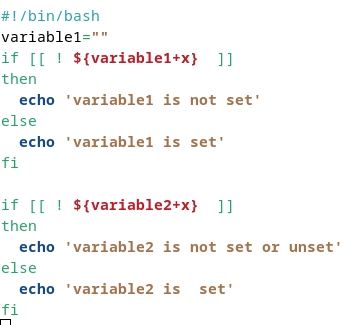 #!/bin/bash
variable1=""
if [[ ! ${variable1+x}  ]]
then
  echo 'variable1 is not set'
else
  echo 'variable1 is set'
fi

if [[ ! ${variable2+x}  ]]
then
  echo 'variable2 is not set or unset'
else
  echo 'variable2 is  set'
fi